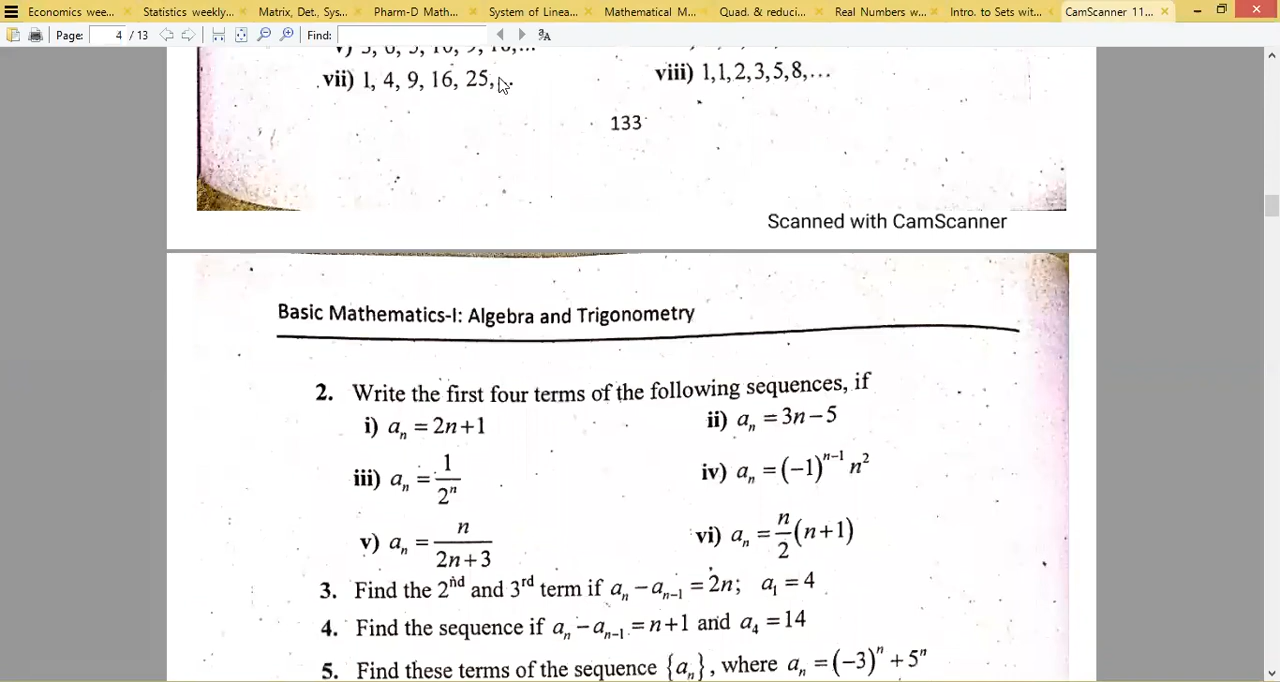 Economics wee... Statistics weekly... Matrix, Det., Sys... Pharm-D Math... System of Linea... Mathematical M... Quad. & reduci... Real Numbers w... Intro. to Sets wit... CamScanner 11...
Page: 4 / 13 Find:
vii) 1, 4, 9, 16, 25, ... viii) 1,1,2,3,5,8,...
133
Scanned with CamScanner
Basic Mathematics-I: Algebra and Trigonometry
2. Write the first four terms of the following sequences, if
i) aₙ = 2n+1 ii) aₙ = 3n−5
iii) aₙ = 1/2ⁿ iv) aₙ = (−1)ⁿ⁻¹ n²
v) aₙ = n/(2n+3) vi) aₙ = n/2 (n+1)
3. Find the 2nd and 3rd term if aₙ − aₙ₋₁ = 2n; a₁ = 4
4. Find the sequence if aₙ − aₙ₋₁ = n+1 and a₄ = 14
5. Find these terms of the sequence {aₙ}, where aₙ = (−3)ⁿ + 5ⁿ